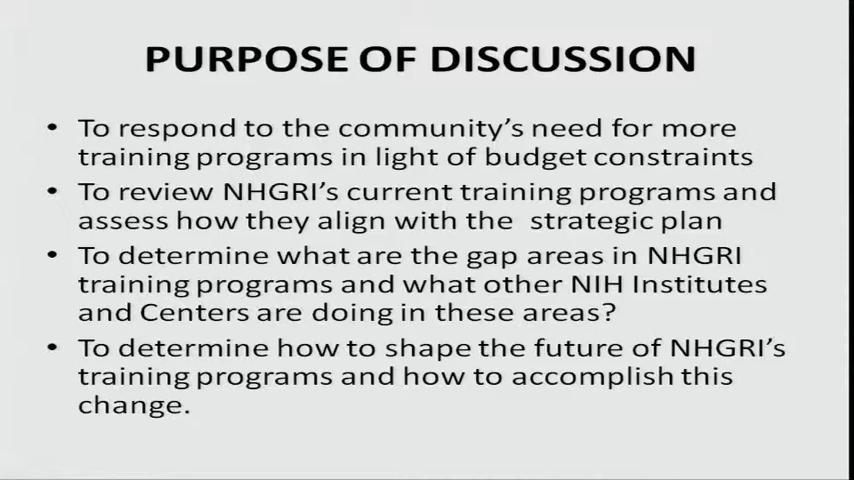 PURPOSE OF DISCUSSION
• To respond to the community's need for more
training programs in light of budget constraints
• To review NHGRI's current training programs and
assess how they align with the strategic plan
• To determine what are the gap areas in NHGRI
training programs and what other NIH Institutes
and Centers are doing in these areas?
• To determine how to shape the future of NHGRI's
training programs and how to accomplish this
change.